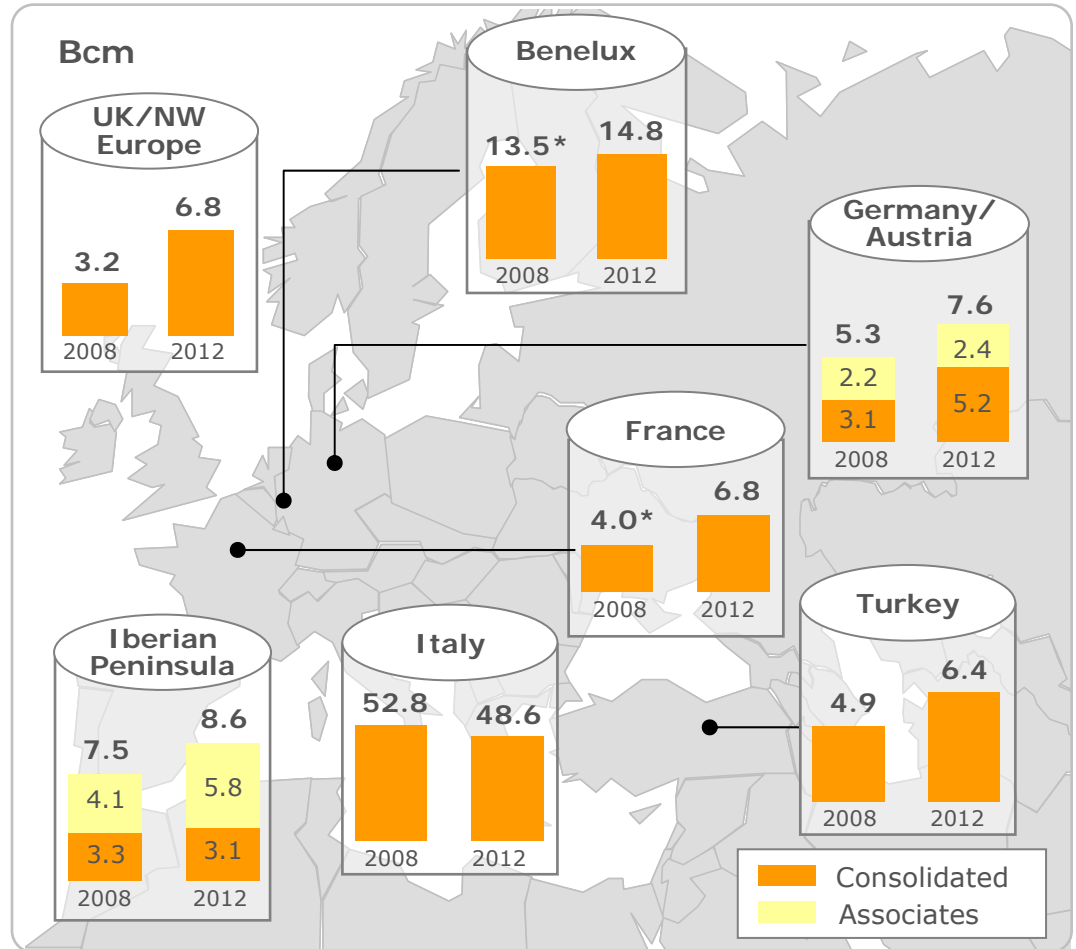 Bcm
Benelux
13.5*
14.8
2008
2012
UK/NW
Europe
3.2
6.8
2008
2012
Germany/
Austria
5.3
7.6
2.2
2.4
3.1
5.2
2008
2012
France
4.0*
6.8
2008
2012
Turkey
4.9
6.4
2008
2012
Iberian
Peninsula
7.5
8.6
4.1
5.8
3.3
3.1
2008
2012
Italy
52.8
48.6
2008
2012
Consolidated
Associates